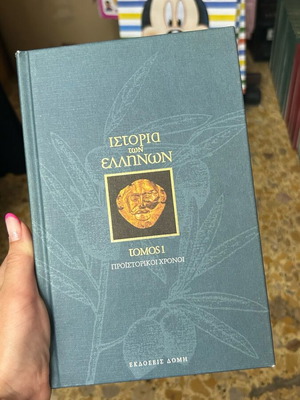 ΙΣΤΟΡΙΑ
των
ΕΛΛΗΝΩΝ
ΤΟΜΟΣ 1
ΠΡΟΪΣΤΟΡΙΚΟΙ ΧΡΟΝΟΙ
ΕΚΔΟΣΕΙΣ ΔΟΜΗ